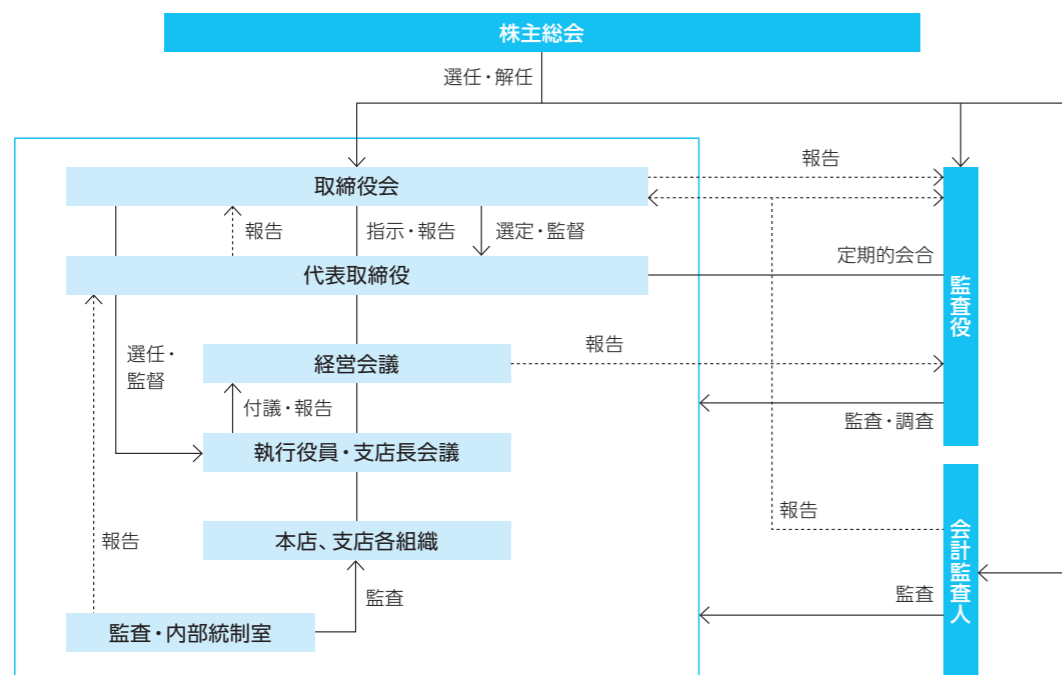 株主総会
選任・解任
報告
取締役会
報告
指示・報告
選定・監督
定期的会合
代表取締役
監査役
選任・
監督
経営会議
報告
付議・報告
監査・調査
執行役員・支店長会議
報告
本店、支店各組織
報告
会計監査人
監査
監査
監査・内部統制室